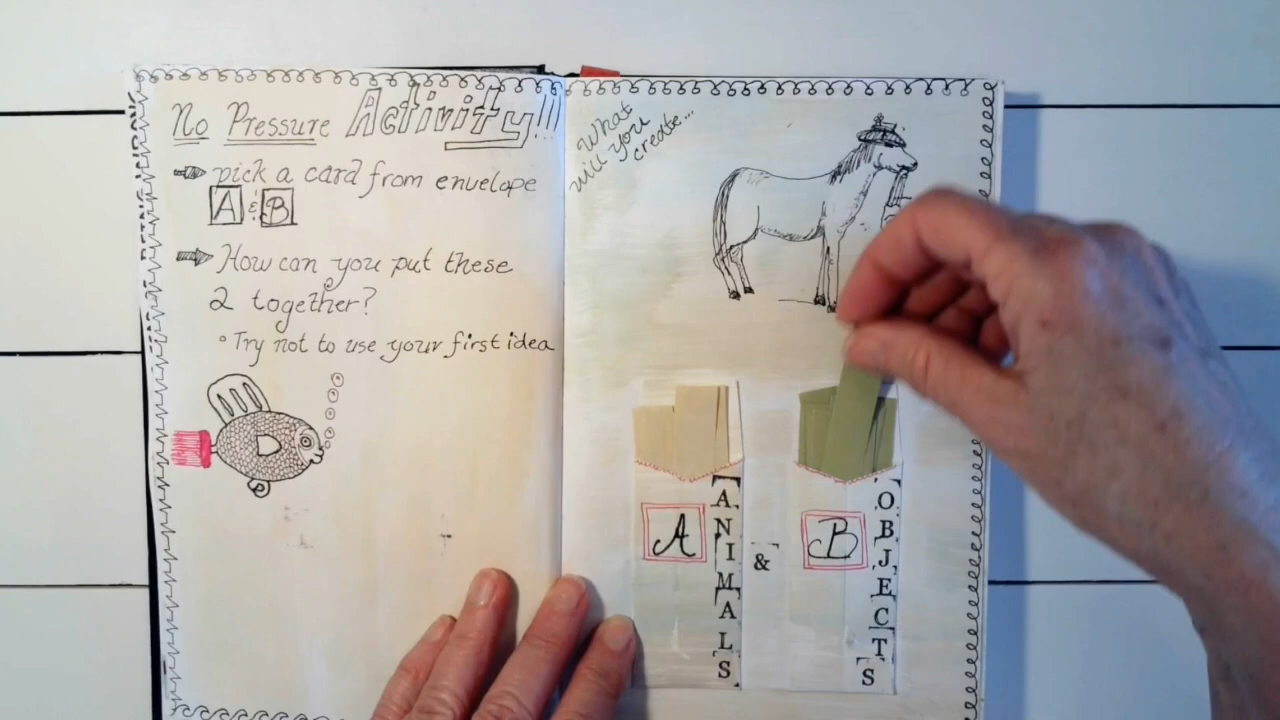 No Pressure Activity!!!
pick a card from envelope
A & B
How can you put these
2 together?
Try not to use your first idea
What
will you
create...
A
ANIMALS
&
B
OBJECTS